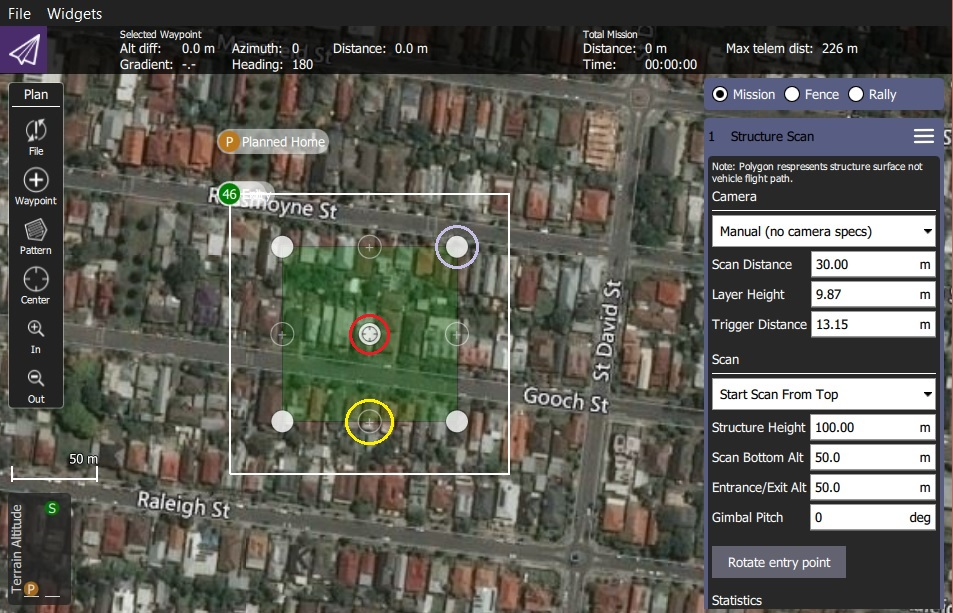 File Widgets
Selected Waypoint
Alt diff: 0.0 m Azimuth: 0 Distance: 0.0 m
Gradient: -.- Heading: 180
Total Mission
Distance: 0 m Max telem dist: 226 m
Time: 00:00:00
Plan
File
Waypoint
Pattern
Center
In
Out
50 m
Terrain Altitude
S
P
P Planned Home
46 Entry
St
Gooch St
St David St
Raleigh St
Mission Fence Rally
1 Structure Scan
Note: Polygon respresents structure surface not
vehicle flight path.
Camera
Manual (no camera specs)
Scan Distance 30.00 m
Layer Height 9.87 m
Trigger Distance 13.15 m
Scan
Start Scan From Top
Structure Height 100.00 m
Scan Bottom Alt 50.0 m
Entrance/Exit Alt 50.0 m
Gimbal Pitch 0 deg
Rotate entry point
Statistics